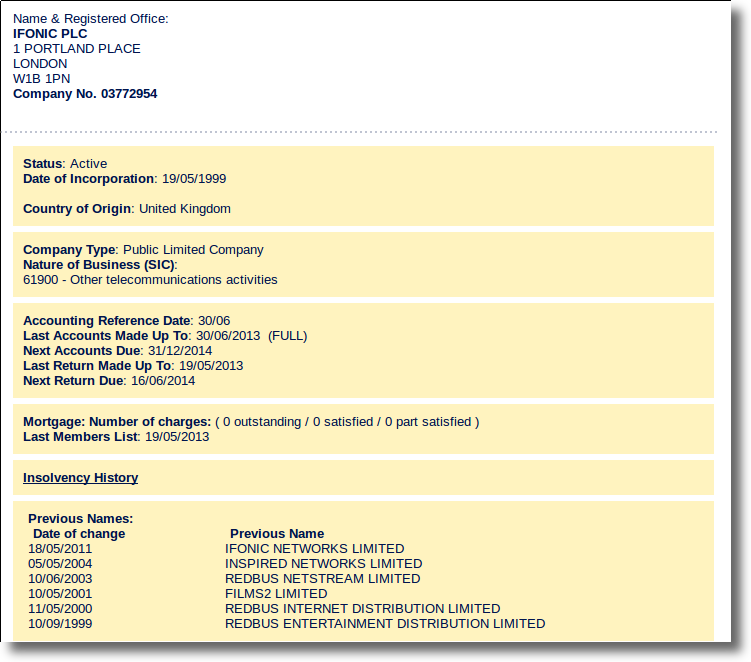 Name & Registered Office:
IFONIC PLC
1 PORTLAND PLACE
LONDON
W1B 1PN
Company No. 03772954
Status: Active
Date of Incorporation: 19/05/1999
Country of Origin: United Kingdom
Company Type: Public Limited Company
Nature of Business (SIC):
61900 - Other telecommunications activities
Accounting Reference Date: 30/06
Last Accounts Made Up To: 30/06/2013  (FULL)
Next Accounts Due: 31/12/2014
Last Return Made Up To: 19/05/2013
Next Return Due: 16/06/2014
Mortgage: Number of charges: ( 0 outstanding / 0 satisfied / 0 part satisfied )
Last Members List: 19/05/2013
Insolvency History
Previous Names:
Date of change Previous Name
18/05/2011 IFONIC NETWORKS LIMITED
05/05/2004 INSPIRED NETWORKS LIMITED
10/06/2003 REDBUS NETSTREAM LIMITED
10/05/2001 FILMS2 LIMITED
11/05/2000 REDBUS INTERNET DISTRIBUTION LIMITED
10/09/1999 REDBUS ENTERTAINMENT DISTRIBUTION LIMITED